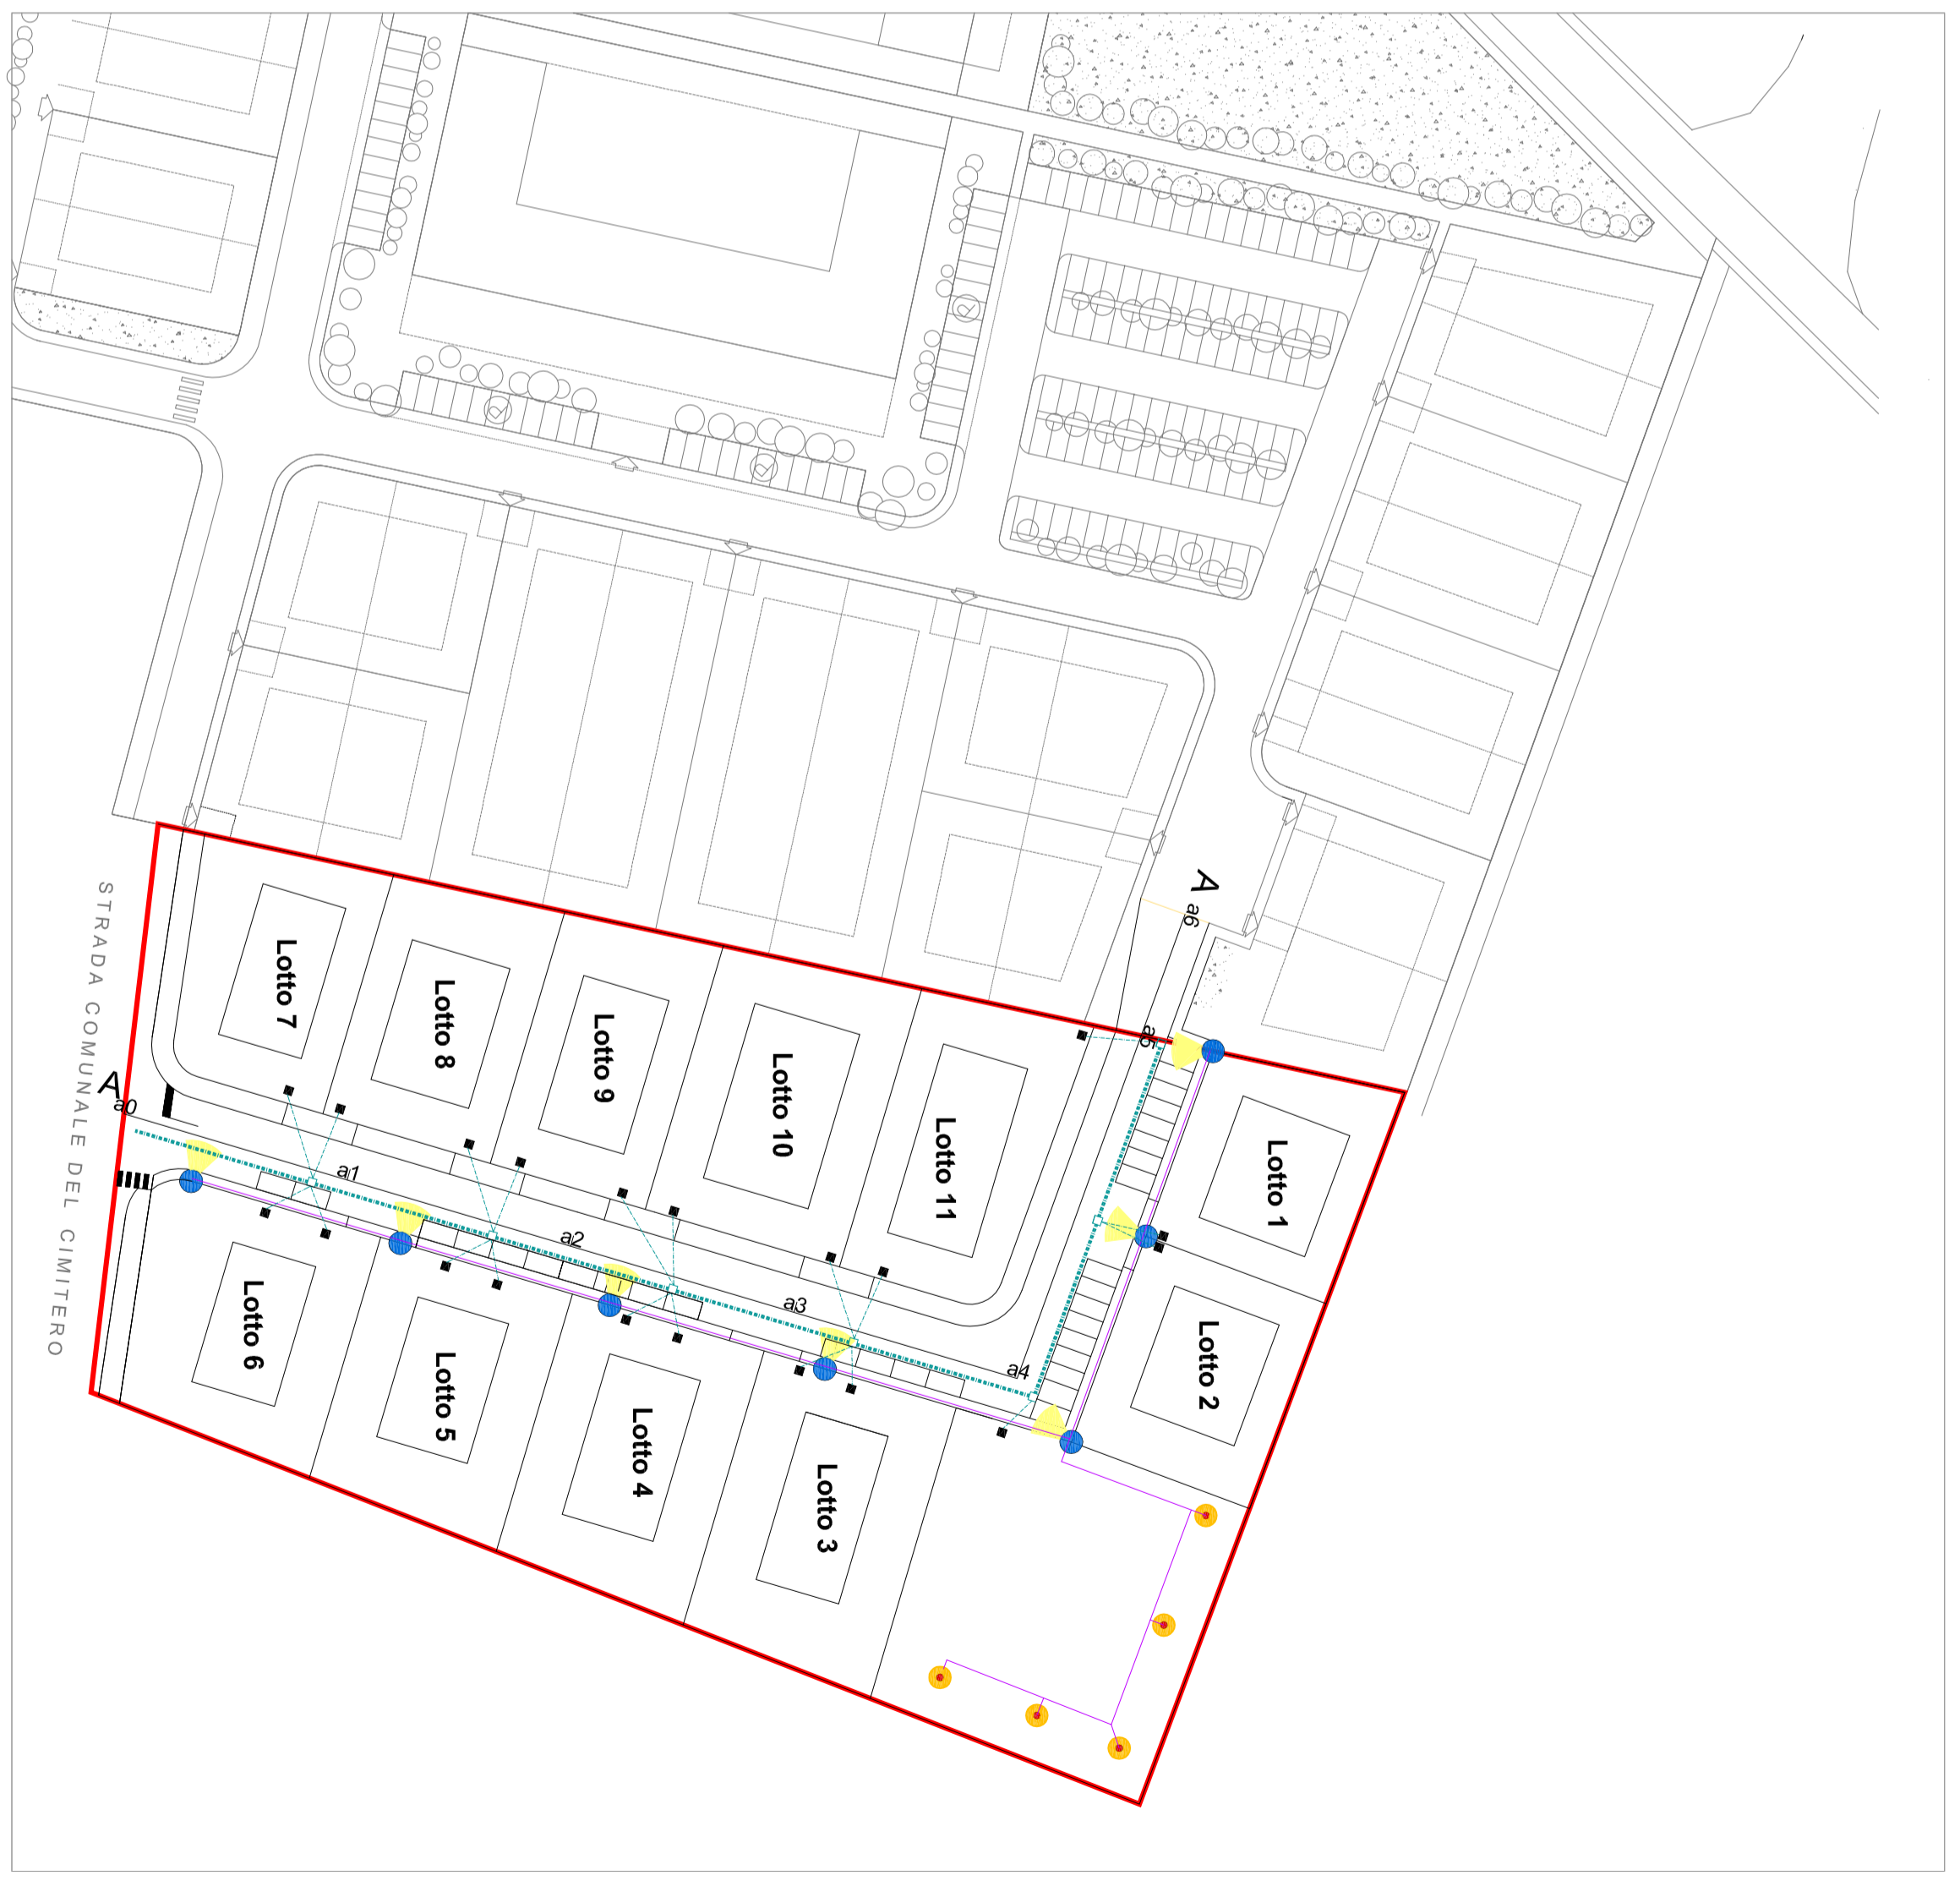 A
a6
a5
Lotto 7
Lotto 8
Lotto 9
Lotto 10
Lotto 11
Lotto 1
STRADA COMUNALE DEL CIMITERO
A
a0
a1
a2
a3
a4
Lotto 6
Lotto 5
Lotto 4
Lotto 3
Lotto 2